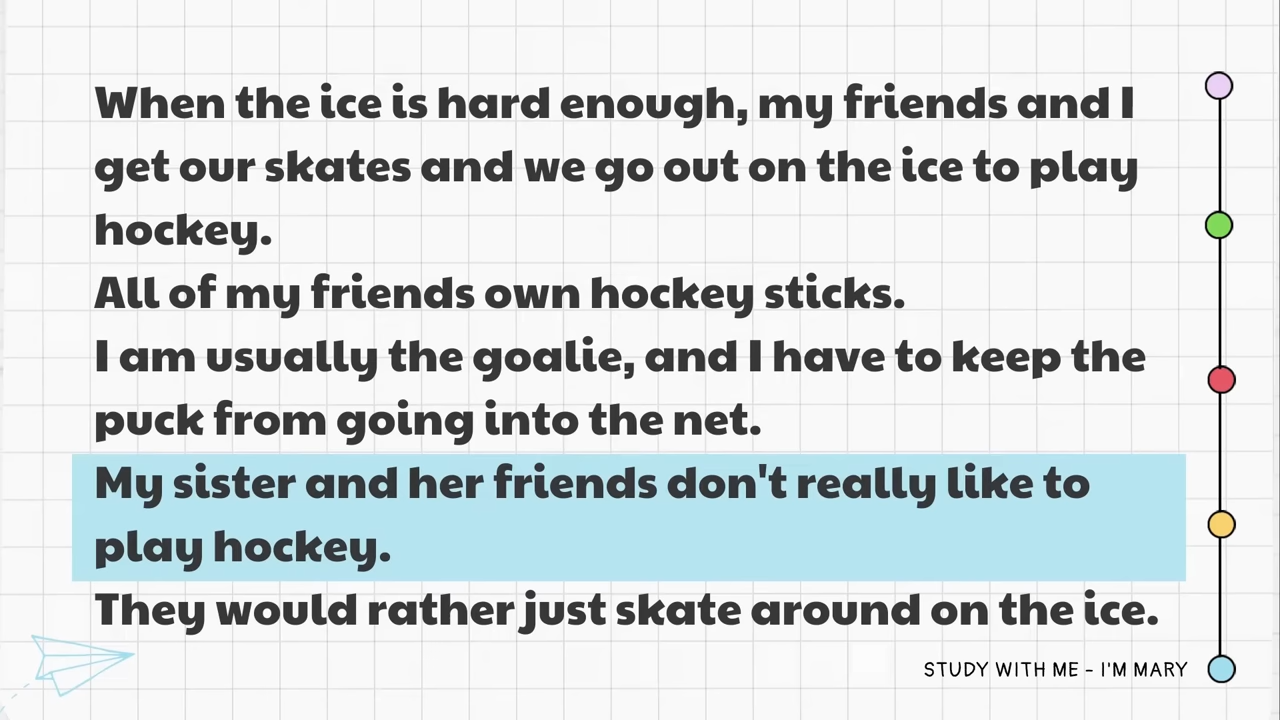 When the ice is hard enough, my friends and I
get our skates and we go out on the ice to play
hockey.
All of my friends own hockey sticks.
I am usually the goalie, and I have to keep the
puck from going into the net.
My sister and her friends don't really like to
play hockey.
They would rather just skate around on the ice.
STUDY WITH ME - I'M MARY